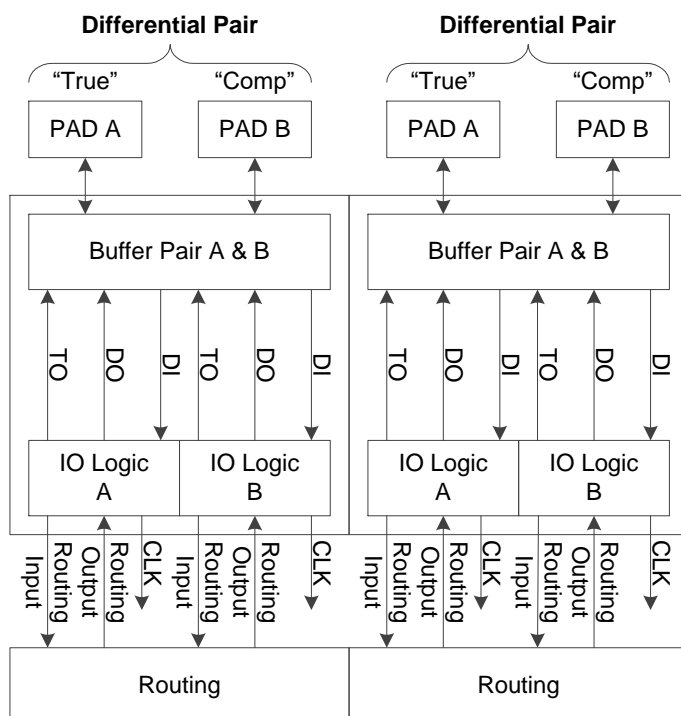 Differential Pair
Differential Pair
“True”
“Comp”
“True”
“Comp”
PAD A
PAD B
PAD A
PAD B
Buffer Pair A & B
Buffer Pair A & B
TO
DO
DI
TO
DO
DI
TO
DO
DI
TO
DO
DI
IO Logic
A
IO Logic
B
IO Logic
A
IO Logic
B
Routing
Input
Routing
Output
CLK
Routing
Input
Routing
Output
CLK
Routing
Input
Routing
Output
CLK
Routing
Input
Routing
Output
CLK
Routing
Routing